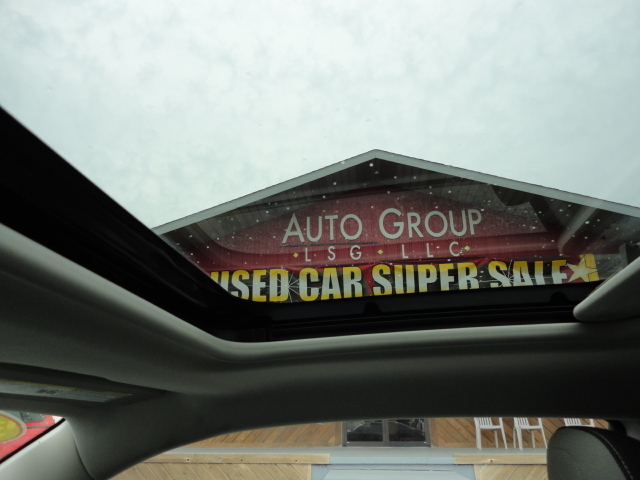 AUTO GROUP
• LSG • LLC •
USED CAR SUPER SALE